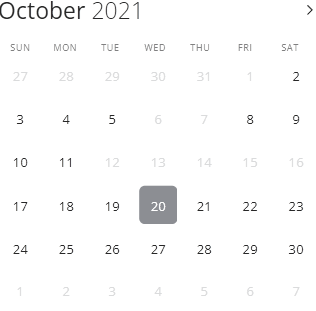 October 2021
SUN MON TUE WED THU FRI SAT
27 28 29 30 31 1 2
3 4 5 6 7 8 9
10 11 12 13 14 15 16
17 18 19 20 21 22 23
24 25 26 27 28 29 30
1 2 3 4 5 6 7